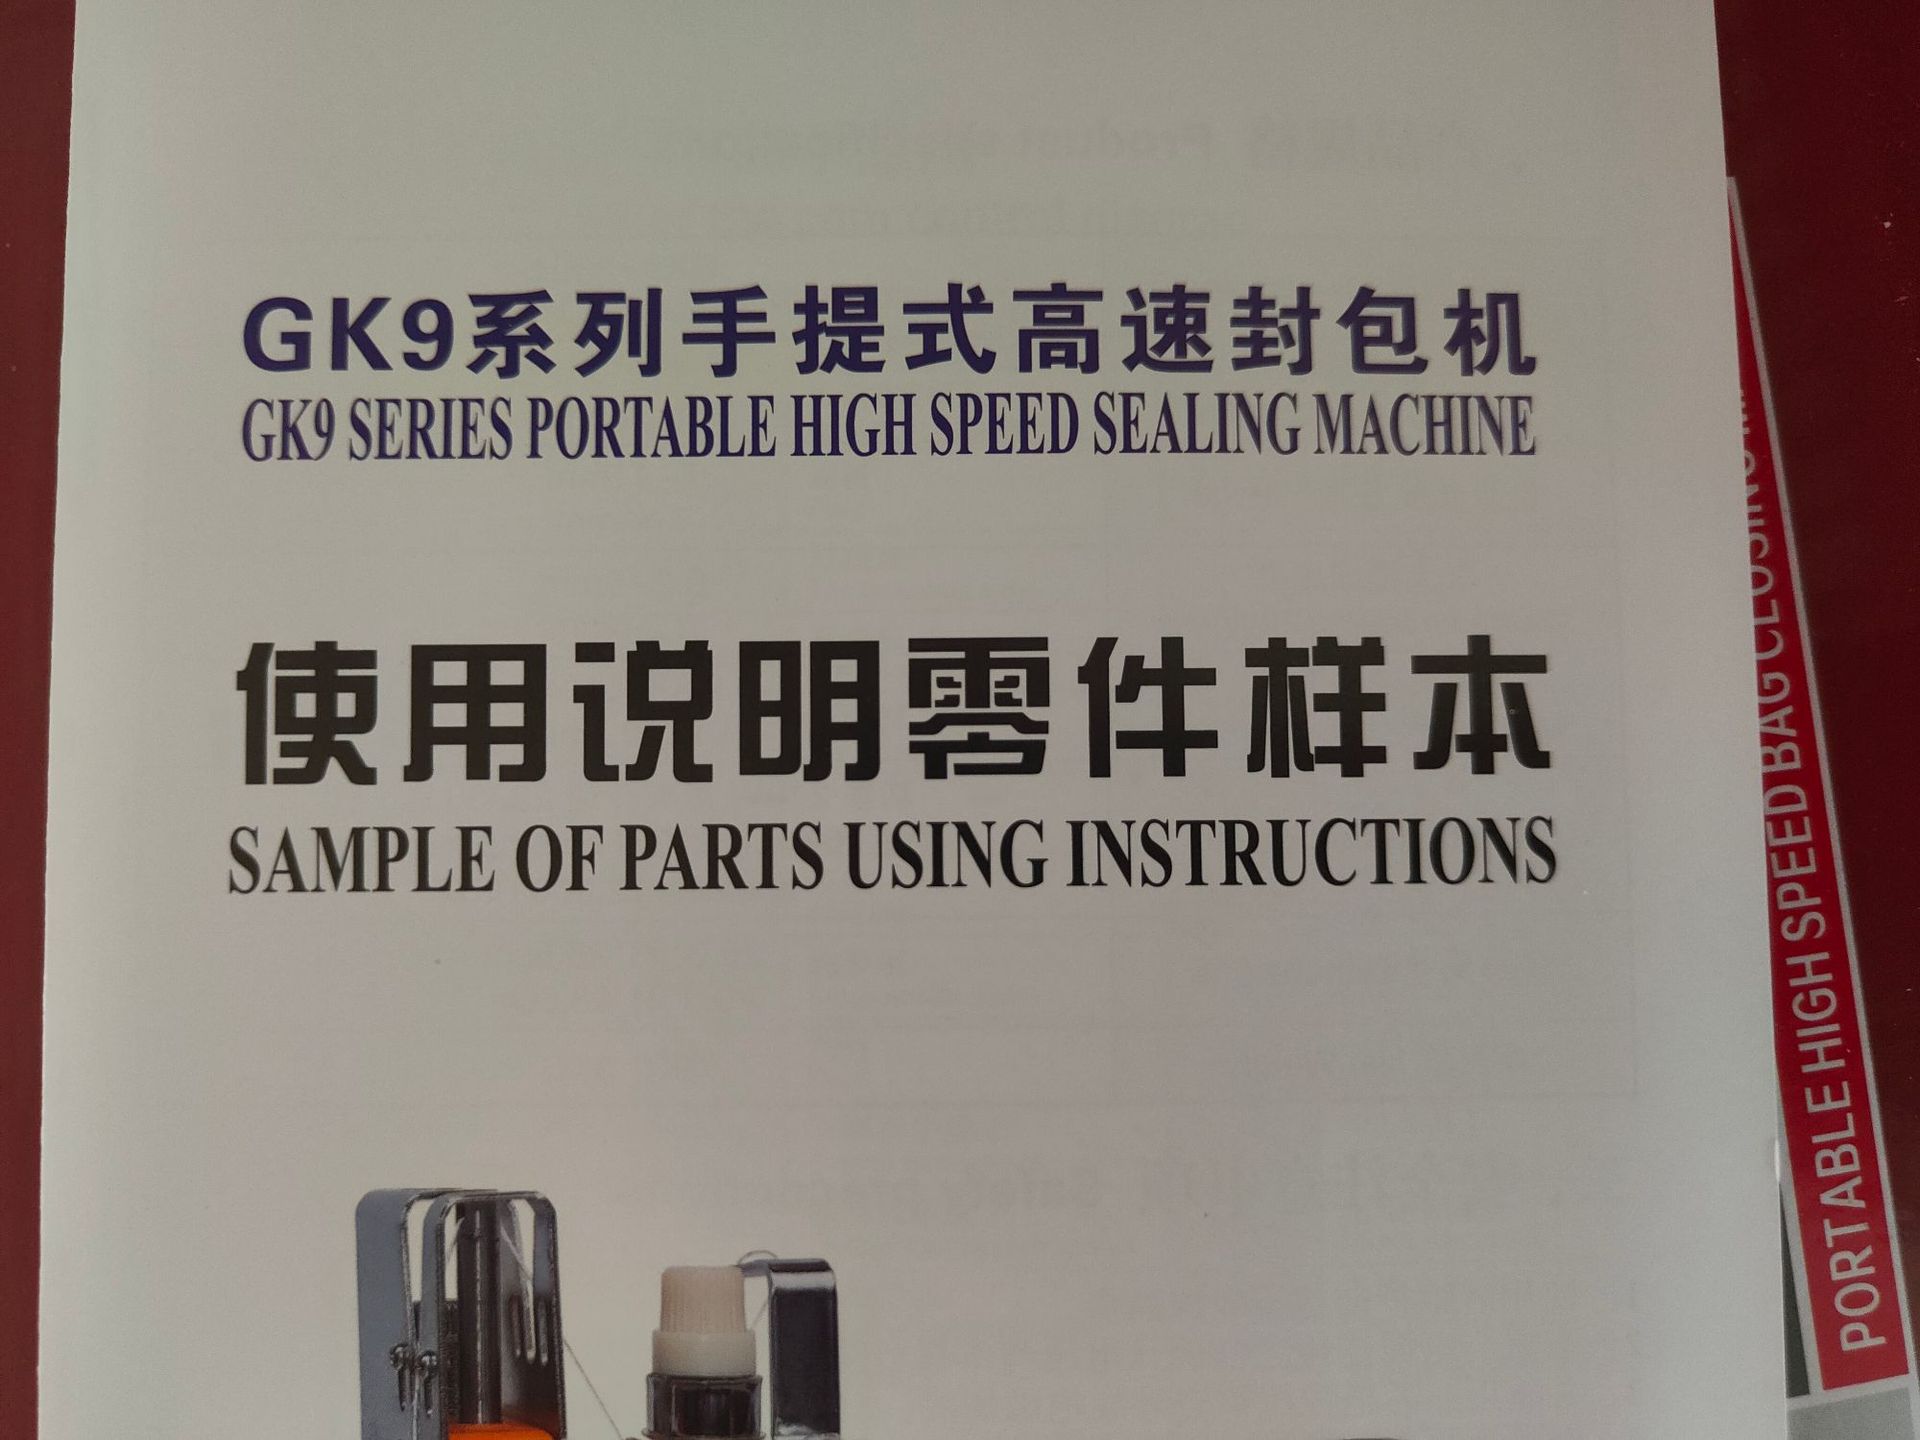 GK9系列手提式高速封包机
GK9 SERIES PORTABLE HIGH SPEED SEALING MACHINE
使用说明零件样本
SAMPLE OF PARTS USING INSTRUCTIONS
PORTABLE HIGH SPEED BAG CLOSING